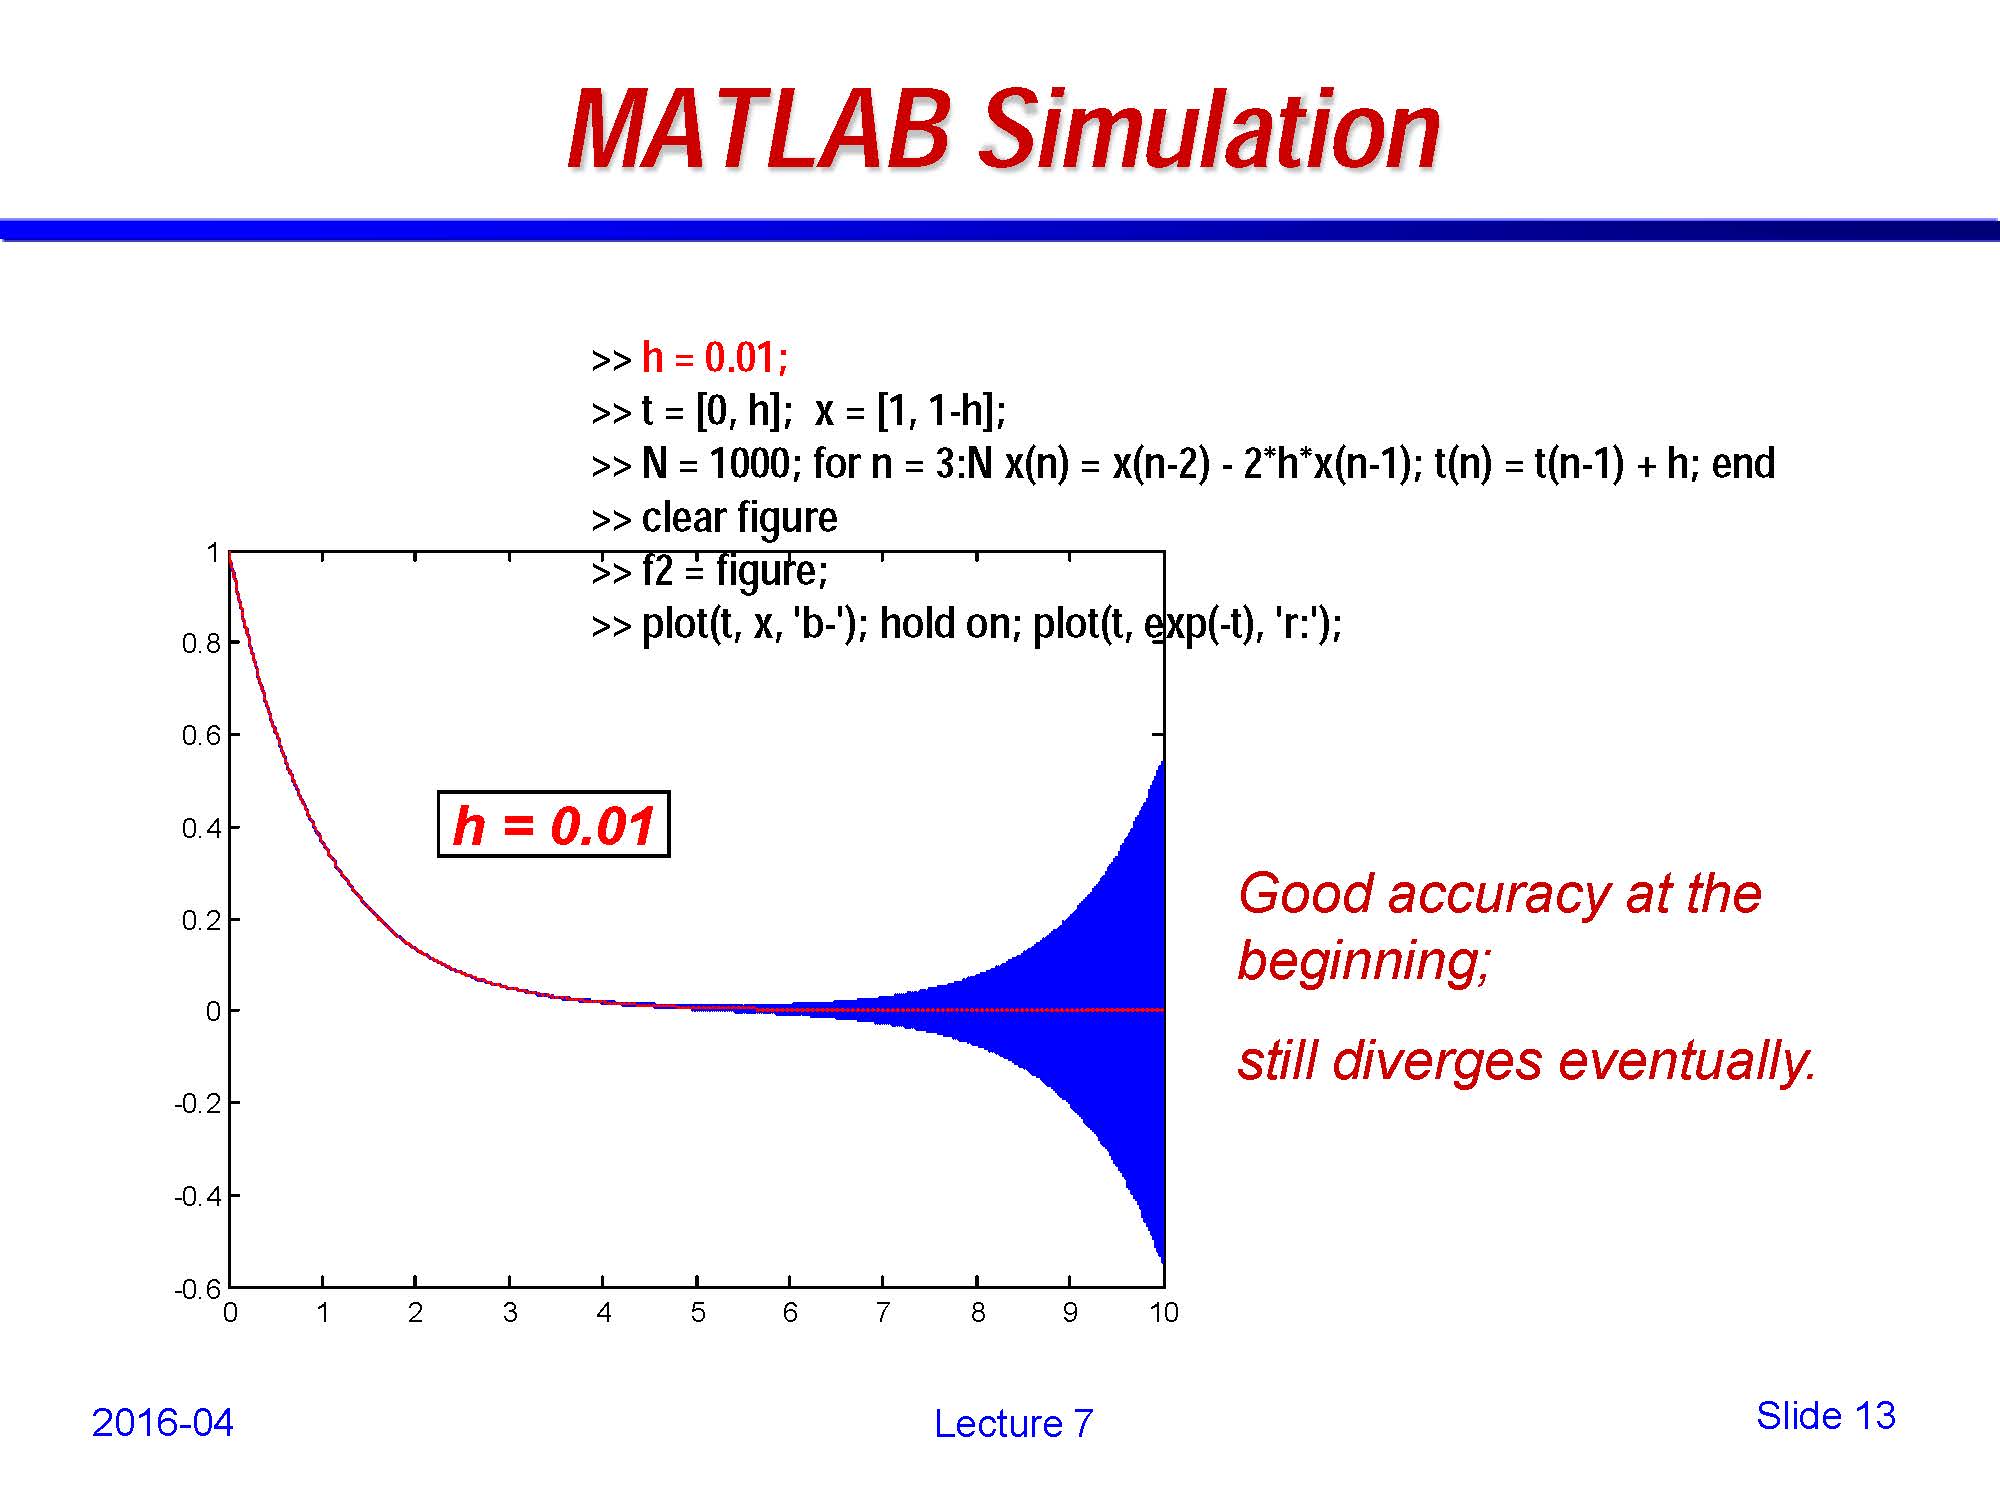 MATLAB Simulation
>> h = 0.01;
>> t = [0, h];  x = [1, 1-h];
>> N = 1000; for n = 3:N x(n) = x(n-2) - 2*h*x(n-1); t(n) = t(n-1) + h; end
>> clear figure
>> f2 = figure;
>> plot(t, x, 'b-'); hold on; plot(t, exp(-t), 'r:');
1
0.8
0.6
0.4
0.2
0
-0.2
-0.4
-0.6
0 1 2 3 4 5 6 7 8 9 10
h = 0.01
Good accuracy at the
beginning;
still diverges eventually.
2016-04
Lecture 7
Slide 13